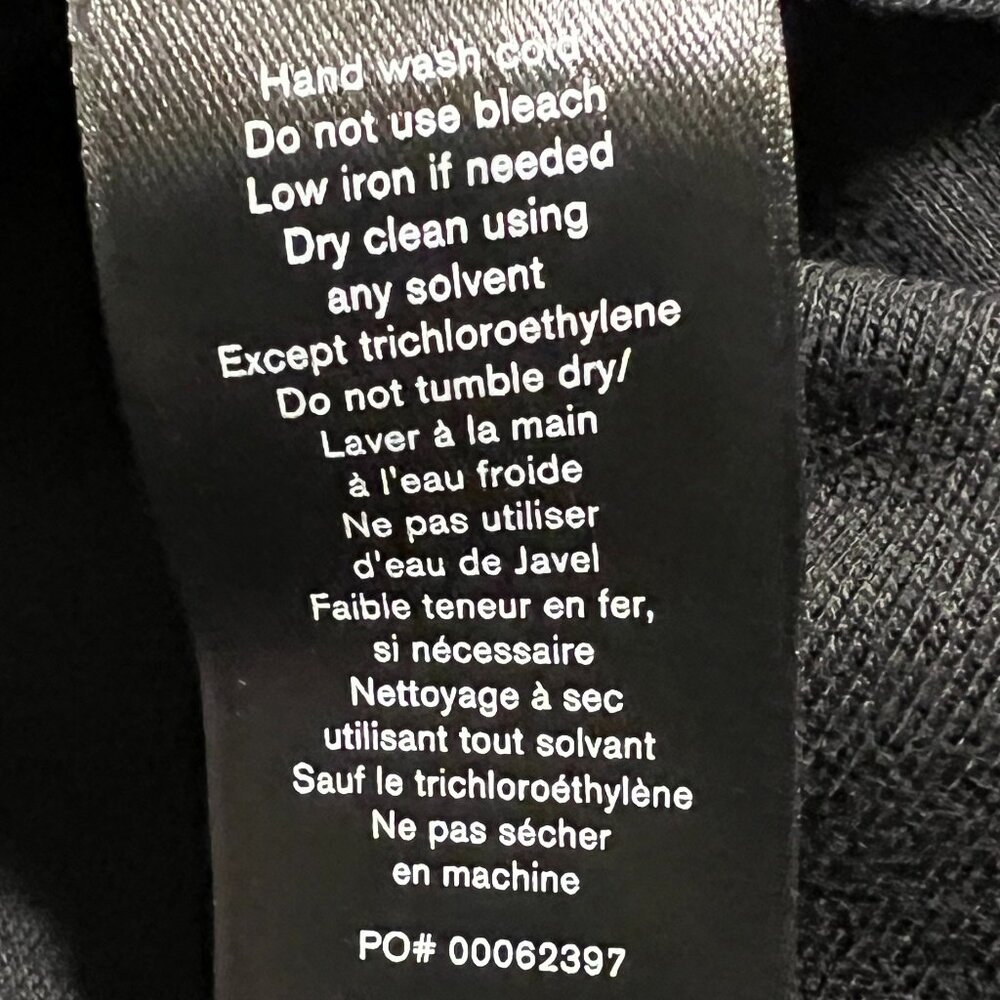 Hand wash cold
Do not use bleach
Low iron if needed
Dry clean using
any solvent
Except trichloroethylene
Do not tumble dry/
Laver à la main
à l'eau froide
Ne pas utiliser
d'eau de Javel
Faible teneur en fer,
si nécessaire
Nettoyage à sec
utilisant tout solvant
Sauf le trichloroéthylène
Ne pas sécher
en machine
PO# 00062397